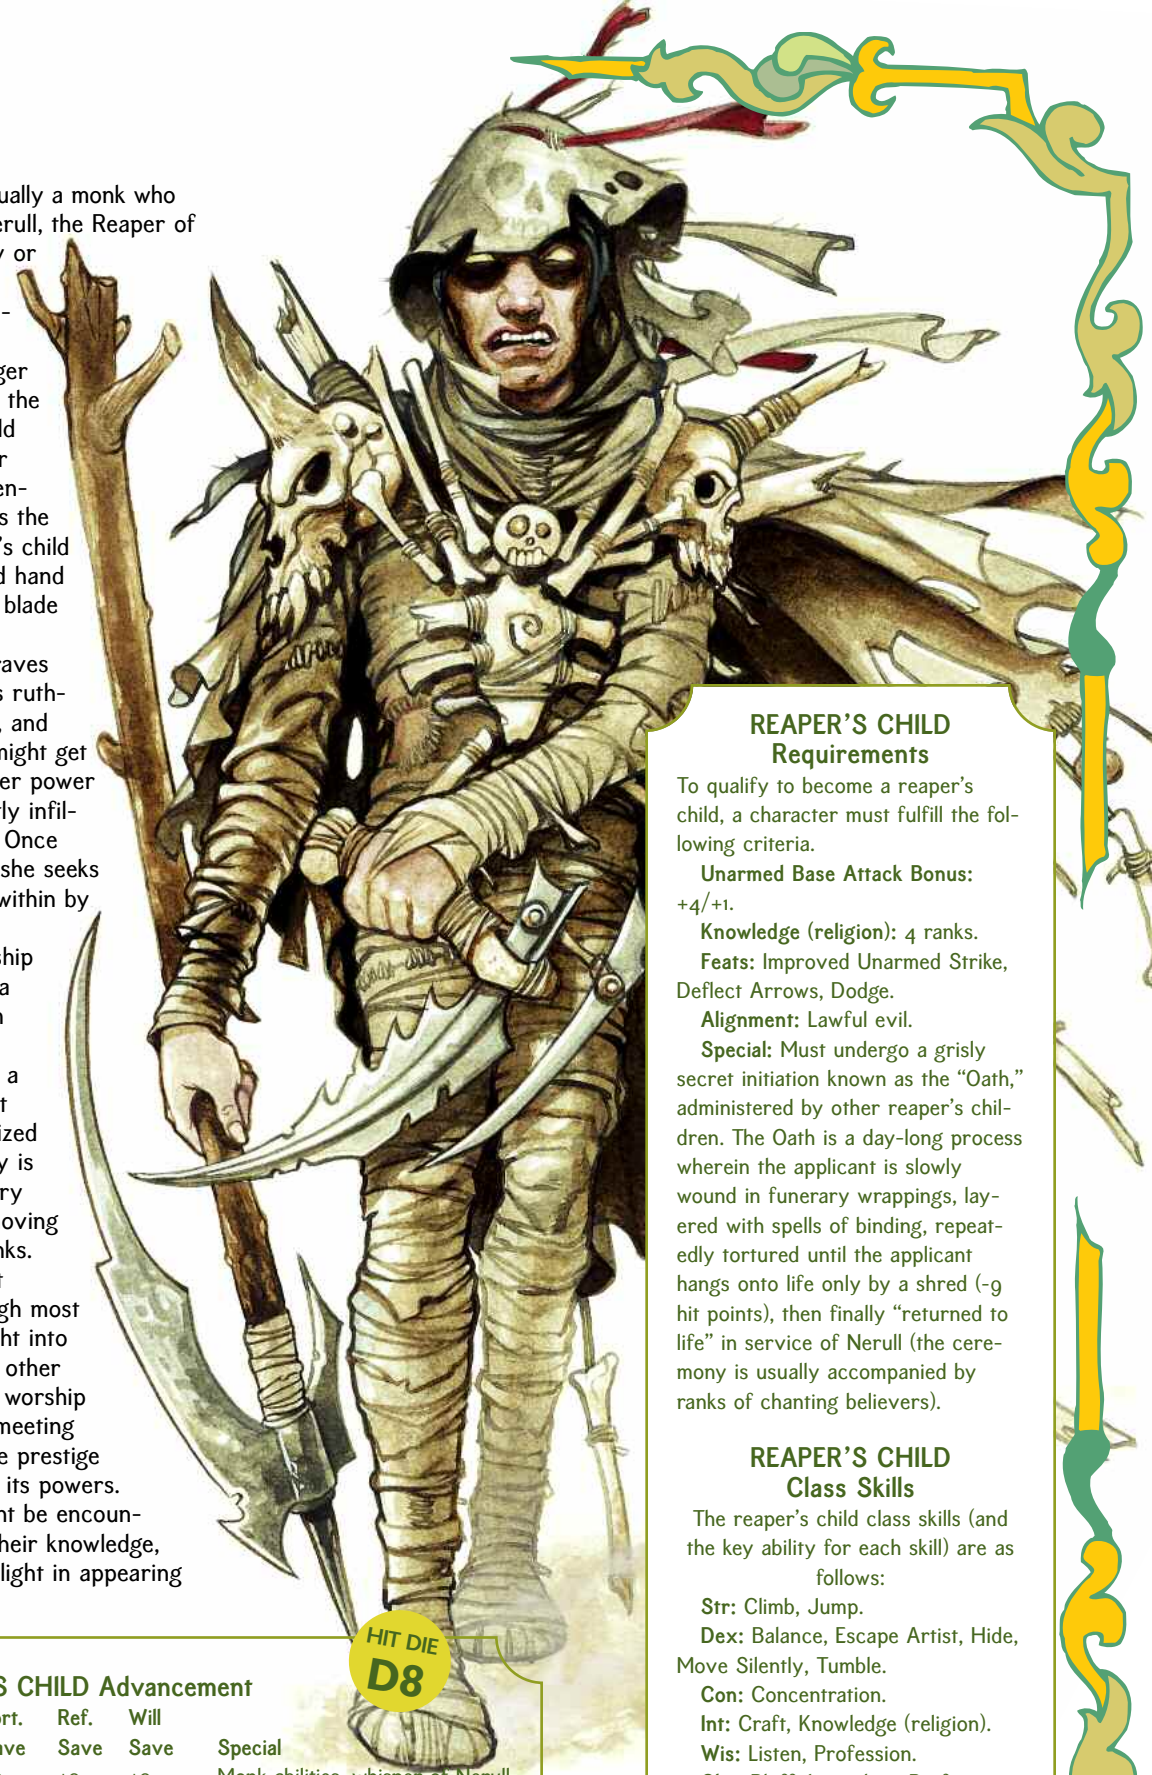 ually a monk who
erull, the Reaper of
y or
-
ger
the
ld
r
en-
s the
's child
d hand
blade
raves
s ruth-
, and
might get
er power
tly infil-
Once
she seeks
within by
ship
a
n
a
t
ized
y is
ry
oving
nks.
t
gh most
ht into
other
worship
meeting
e prestige
its powers.
nt be encoun-
their knowledge,
light in appearing
REAPER'S CHILD
Requirements
To qualify to become a reaper's
child, a character must fulfill the fol-
lowing criteria.
Unarmed Base Attack Bonus:
+4/+1.
Knowledge (religion): 4 ranks.
Feats: Improved Unarmed Strike,
Deflect Arrows, Dodge.
Alignment: Lawful evil.
Special: Must undergo a grisly
secret initiation known as the “Oath,”
administered by other reaper's chil-
dren. The Oath is a day-long process
wherein the applicant is slowly
wound in funerary wrappings, lay-
ered with spells of binding, repeat-
edly tortured until the applicant
hangs onto life only by a shred (-9
hit points), then finally “returned to
life” in service of Nerull (the cere-
mony is usually accompanied by
ranks of chanting believers).
REAPER'S CHILD
Class Skills
The reaper's child class skills (and
the key ability for each skill) are as
follows:
Str: Climb, Jump.
Dex: Balance, Escape Artist, Hide,
Move Silently, Tumble.
Con: Concentration.
Int: Craft, Knowledge (religion).
Wis: Listen, Profession.
HIT DIE
D8
S CHILD Advancement
rt. Ref. Will
ave Save Save Special
Monk abilities, whisper of Nerull